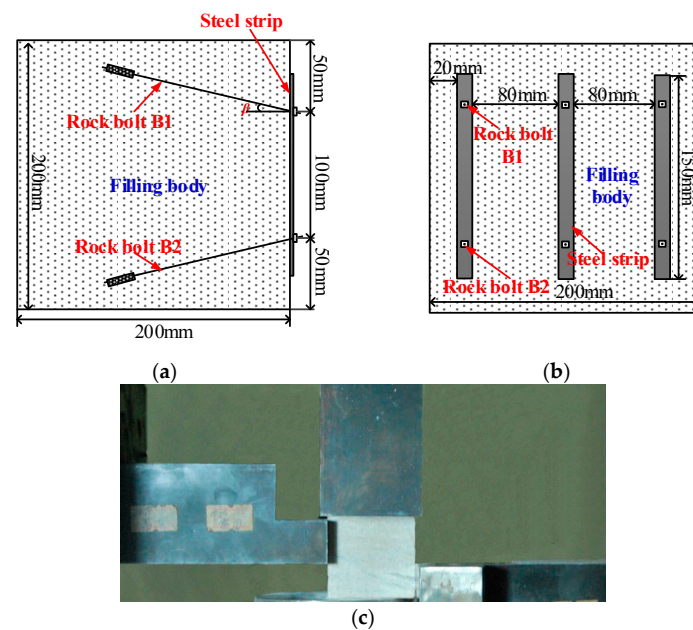 Steel strip
50mm
Rock bolt B1
β
200mm
Filling body
100mm
Rock bolt B2
50mm
200mm
(a)
20mm
80mm
80mm
Rock bolt
B1
Filling
body
150mm
Steel strip
Rock bolt B2
200mm
(b)
(c)